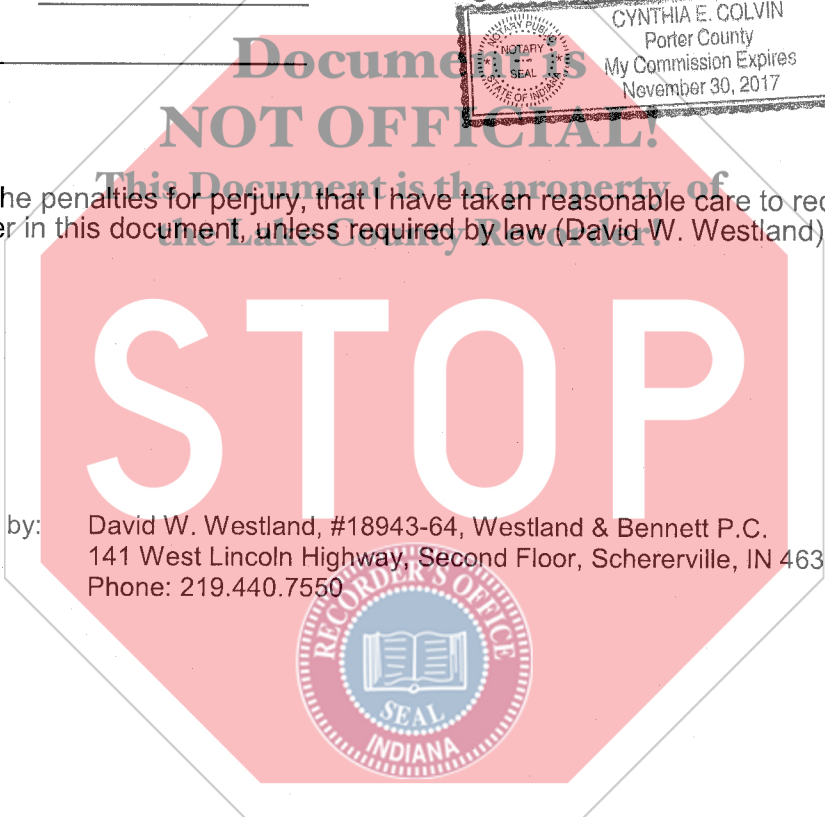 CYNTHIA E. COLVIN
Porter County
My Commission Expires
November 30, 2017
NOTARY PUBLIC
NOTARY
SEAL
STATE OF INDIANA
Document is
NOT OFFICIAL!
This Document is the property of
the Lake County Recorder!
he penalties for perjury, that I have taken reasonable care to
in this document, unless required by law (David W. Westland)
STOP
by: David W. Westland, #18943-64, Westland & Bennett P.C.
141 West Lincoln Highway, Second Floor, Schererville, IN 463
Phone: 219.440.7550
RECORDER'S OFFICE
SEAL
INDIANA